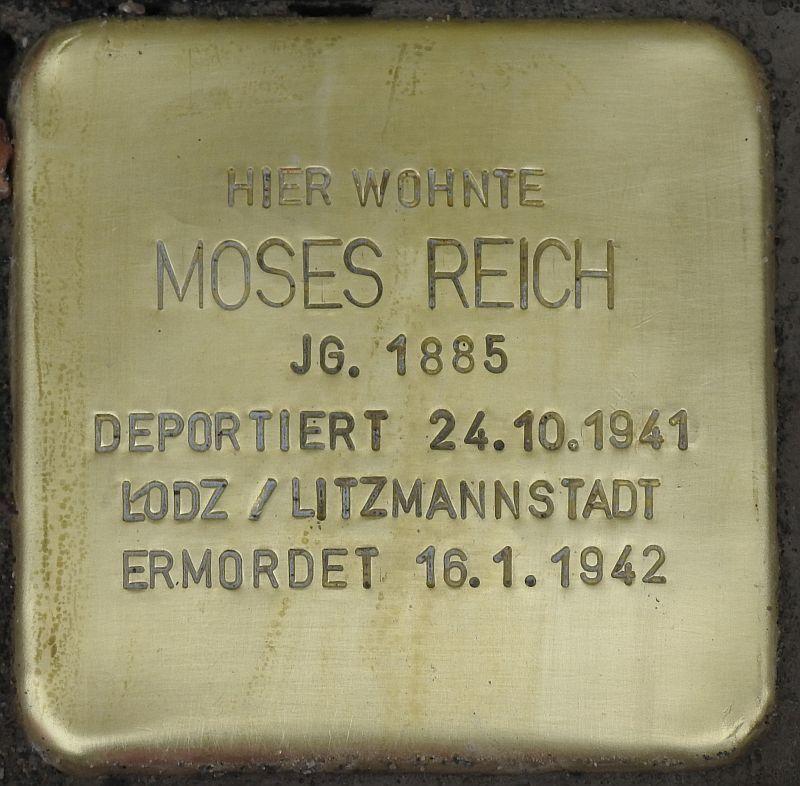 HIER WOHNTE
MOSES REICH
JG. 1885
DEPORTIERT 24.10.1941
ŁODZ / LITZMANNSTADT
ERMORDET 16.1.1942